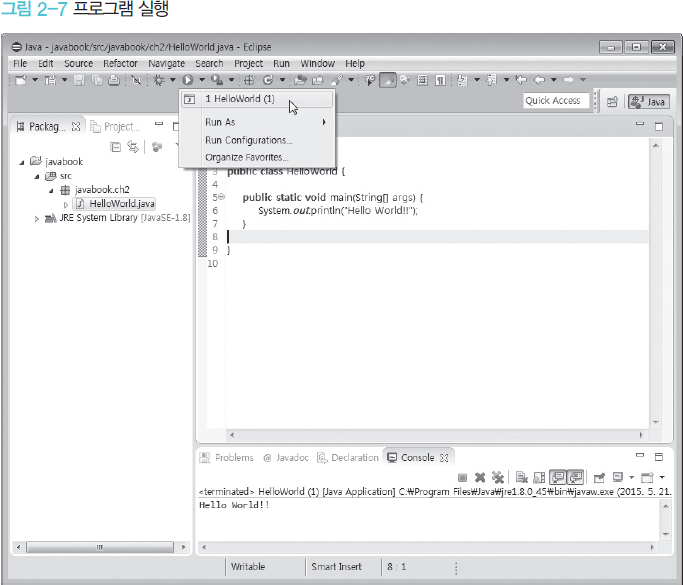 그림 2-7 프로그램 실행
Java - javabook/src/javabook/ch2/HelloWorld.java - Eclipse
File Edit Source Refactor Navigate Search Project Run Window Help
Quick Access Java
1 HelloWorld (1)
Run As
Run Configurations...
Organize Favorites...
Packag... Project...
javabook
src
javabook.ch2
HelloWorld.java
JRE System Library [JavaSE-1.8]
3 public class HelloWorld {
4
5 public static void main(String[] args) {
6 System.out.println("Hello World!!");
7 }
8
9 }
10
Problems @ Javadoc Declaration Console
<terminated> HelloWorld (1) [Java Application] C:₩Program Files₩Java₩jre1.8.0_45₩bin₩javaw.exe (2015. 5. 21.
Hello World!!
Writable Smart Insert 8 : 1